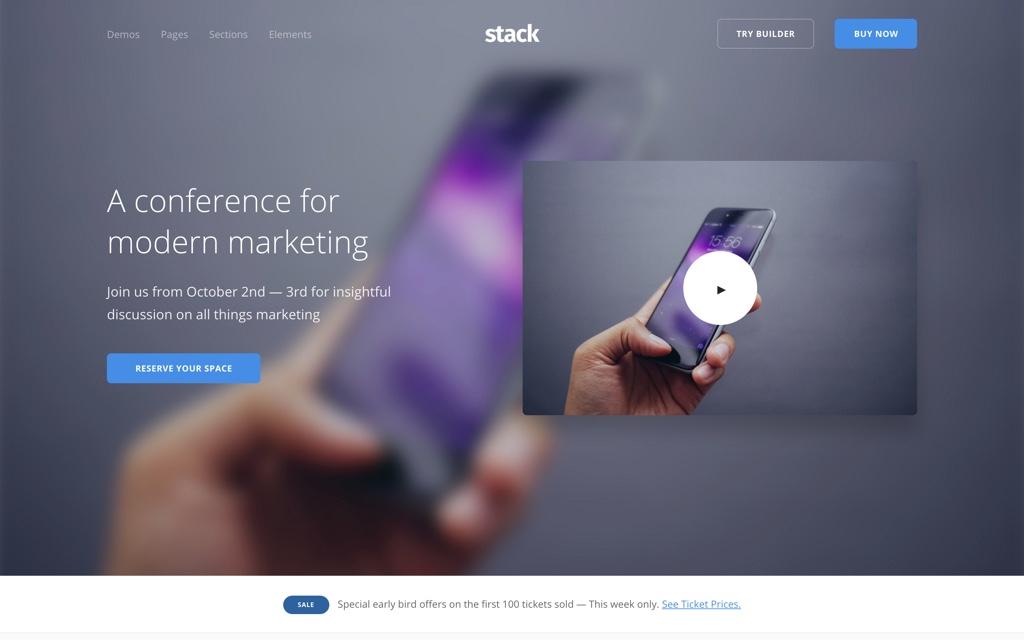 Demos Pages Sections Elements
stack
TRY BUILDER
BUY NOW
A conference for
modern marketing
Join us from October 2nd — 3rd for insightful
discussion on all things marketing
RESERVE YOUR SPACE
15:56
SALE
Special early bird offers on the first 100 tickets sold — This week only. See Ticket Prices.